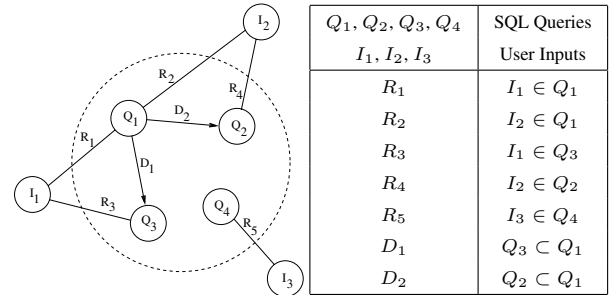 I₂
R₂
R₄
Q₁
D₂
Q₂
R₁
D₁
I₁
R₃
Q₃
Q₄
R₅
I₃
Q₁, Q₂, Q₃, Q₄ SQL Queries
I₁, I₂, I₃ User Inputs
R₁ I₁ ∈ Q₁
R₂ I₂ ∈ Q₁
R₃ I₁ ∈ Q₃
R₄ I₂ ∈ Q₂
R₅ I₃ ∈ Q₄
D₁ Q₃ ⊂ Q₁
D₂ Q₂ ⊂ Q₁